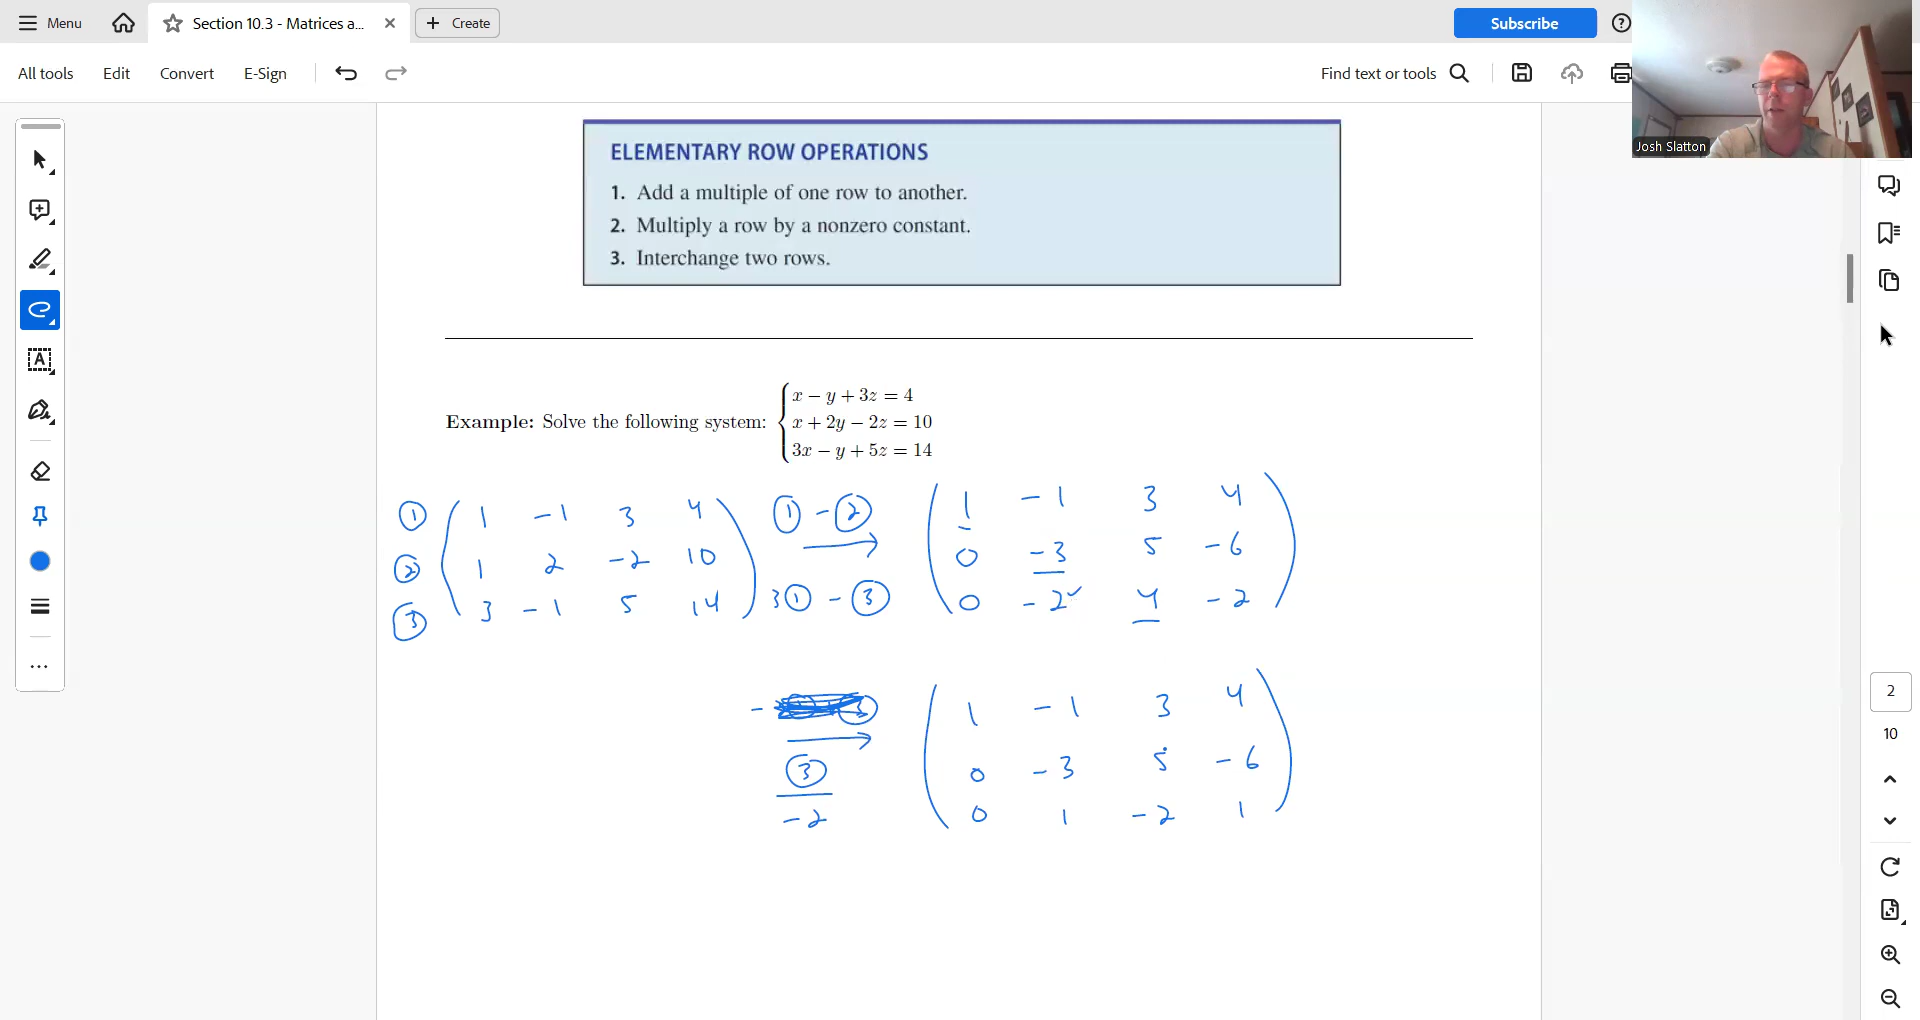 Menu
Section 10.3 - Matrices a...
Create
Subscribe
All tools
Edit
Convert
E-Sign
Find text or tools
Josh Slatton
ELEMENTARY ROW OPERATIONS
1. Add a multiple of one row to another.
2. Multiply a row by a nonzero constant.
3. Interchange two rows.
x − y + 3z = 4
Example: Solve the following system: x + 2y − 2z = 10
3x − y + 5z = 14
① ( 1 -1 3 4 ) ① - ② ( 1 -1 3 4 )
② 1 2 -2 10 → 0 -3 5 -6
③ 3 -1 5 14 3① - ③ 0 -2 4 -2
- ③ ( 1 -1 3 4 )
→
③ 0 -3 5 -6
-2 0 1 -2 1
2
10